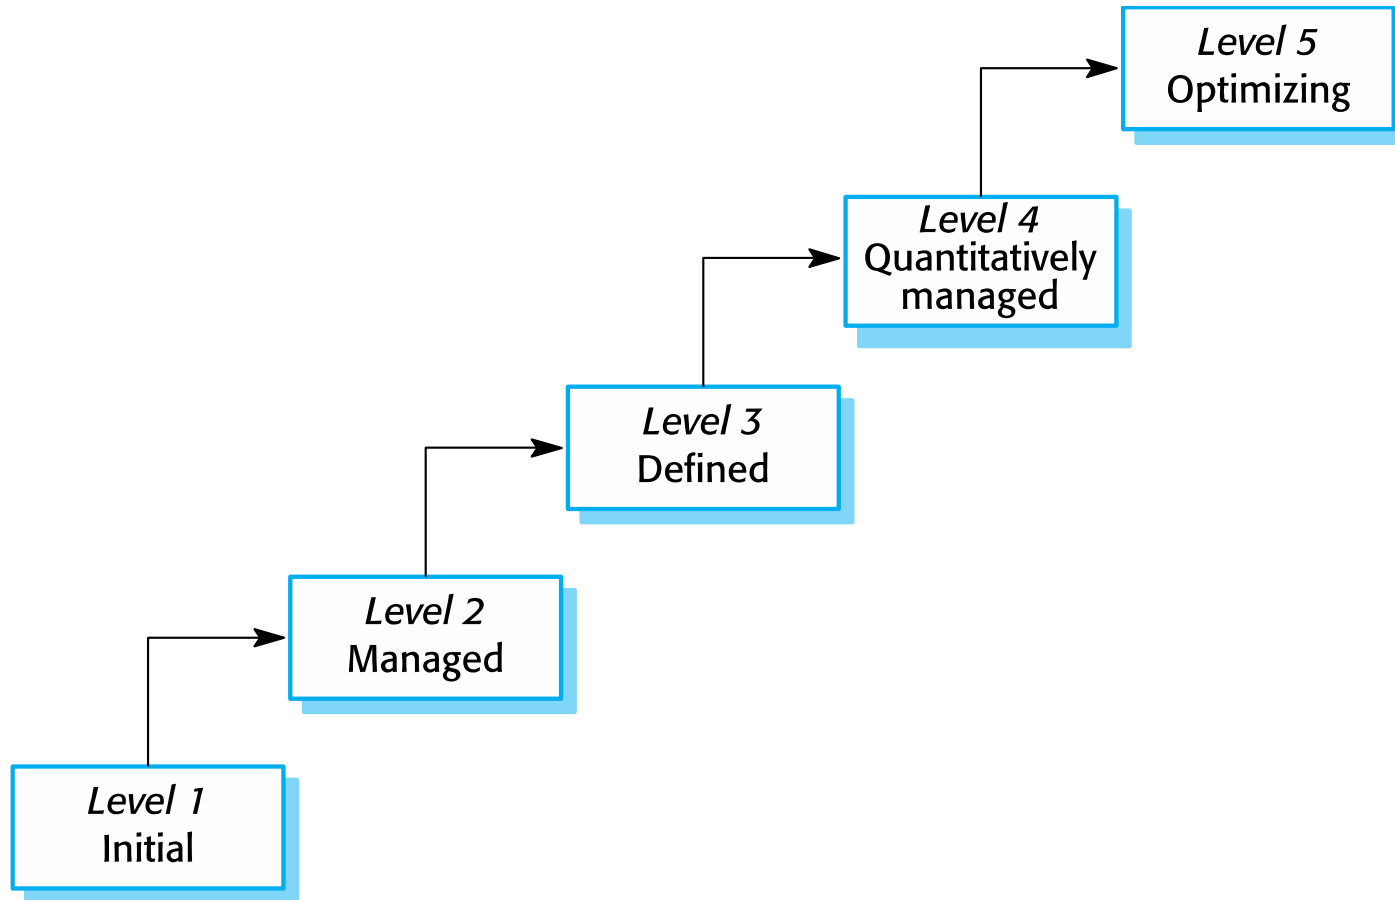 Level 5
Optimizing
Level 4
Quantitatively
managed
Level 3
Defined
Level 2
Managed
Level 1
Initial